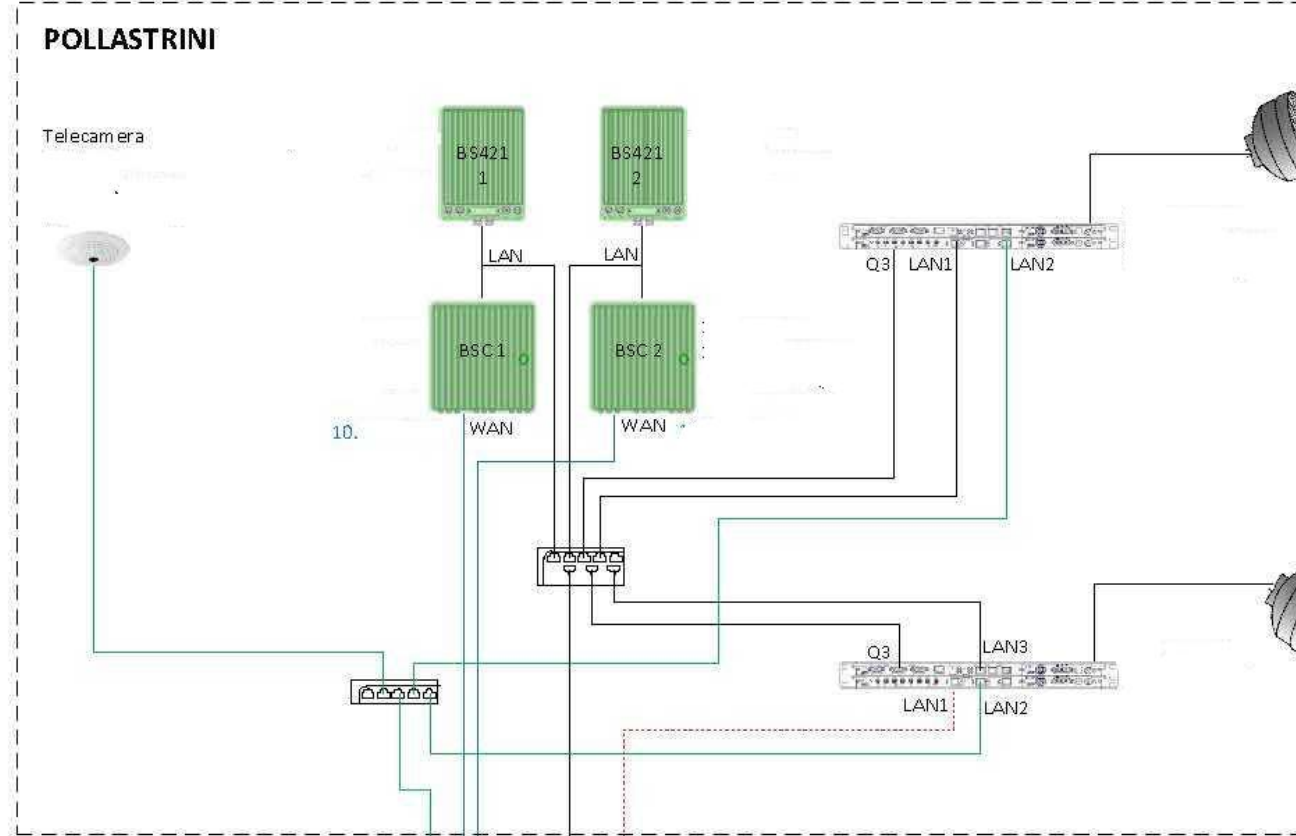 POLLASTRINI
Telecamera
BS421
1
BS421
2
LAN
LAN
Q3
LAN1
LAN2
BSC 1
BSC 2
10.
WAN
WAN
Q3
LAN3
LAN1
LAN2